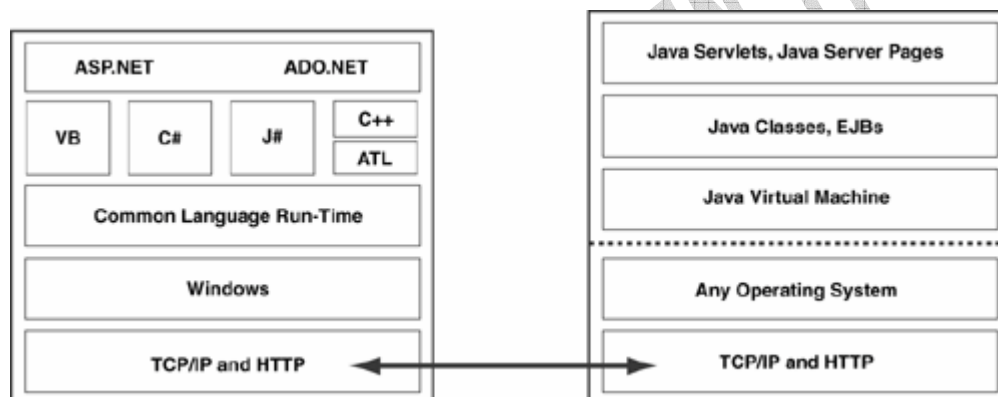 ASP.NET ADO.NET
VB C# J# C++
ATL
Common Language Run-Time
Windows
TCP/IP and HTTP
Java Servlets, Java Server Pages
Java Classes, EJBs
Java Virtual Machine
Any Operating System
TCP/IP and HTTP